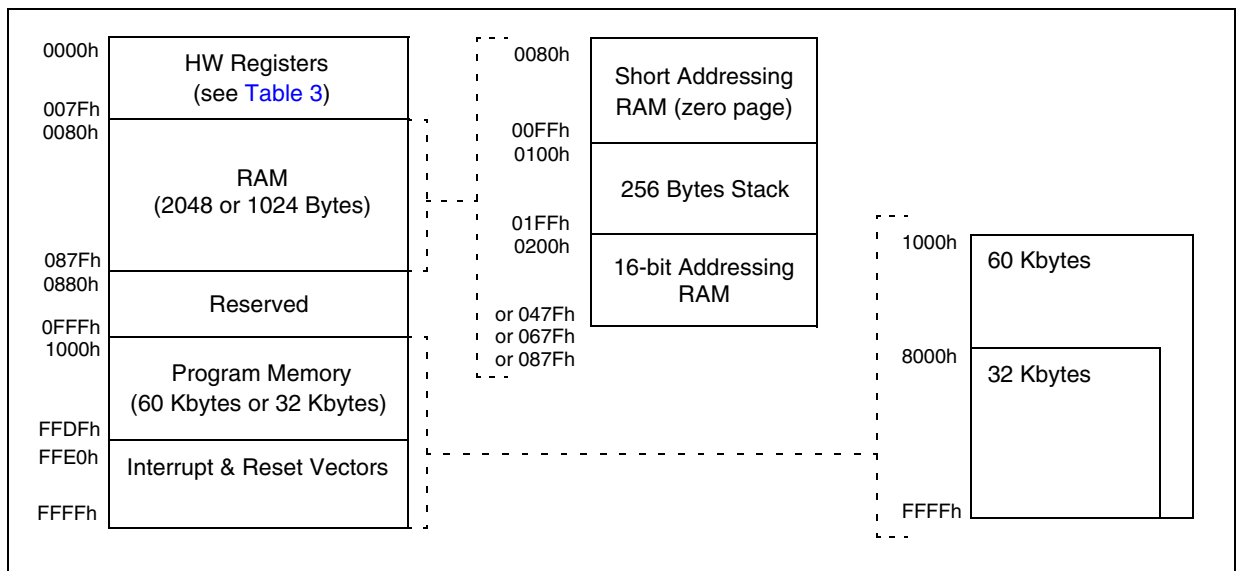 0000h
HW Registers
(see Table 3)
007Fh
0080h
RAM
(2048 or 1024 Bytes)
087Fh
0880h
Reserved
0FFFh
1000h
Program Memory
(60 Kbytes or 32 Kbytes)
FFDFh
FFE0h
Interrupt & Reset Vectors
FFFFh
0080h
Short Addressing
RAM (zero page)
00FFh
0100h
256 Bytes Stack
01FFh
0200h
16-bit Addressing
RAM
or 047Fh
or 067Fh
or 087Fh
1000h
60 Kbytes
8000h
32 Kbytes
FFFFh